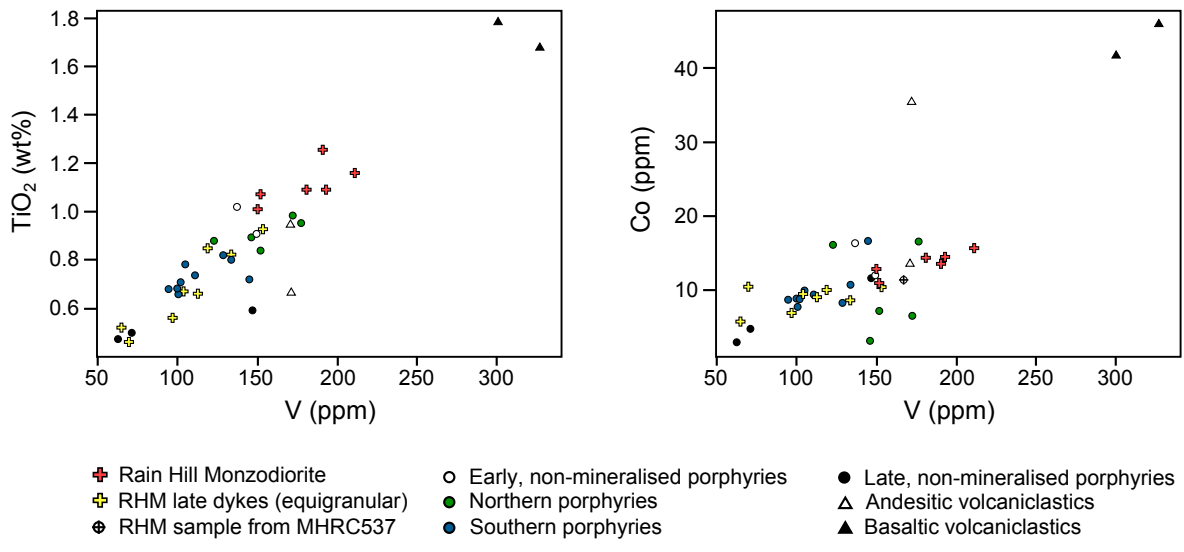 1.8
1.6
1.4
1.2
1.0
0.8
0.6
TiO2 (wt%)
50 100 150 200 250 300
V (ppm)
40
30
20
10
Co (ppm)
50 100 150 200 250 300
V (ppm)
Rain Hill Monzodiorite
RHM late dykes (equigranular)
RHM sample from MHRC537
Early, non-mineralised porphyries
Northern porphyries
Southern porphyries
Late, non-mineralised porphyries
Andesitic volcaniclastics
Basaltic volcaniclastics